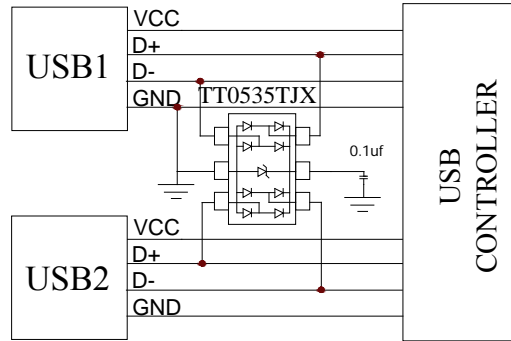 USB1
VCC
D+
D-
GND
TT0535TJX
0.1uf
USB2
VCC
D+
D-
GND
USB
CONTROLLER